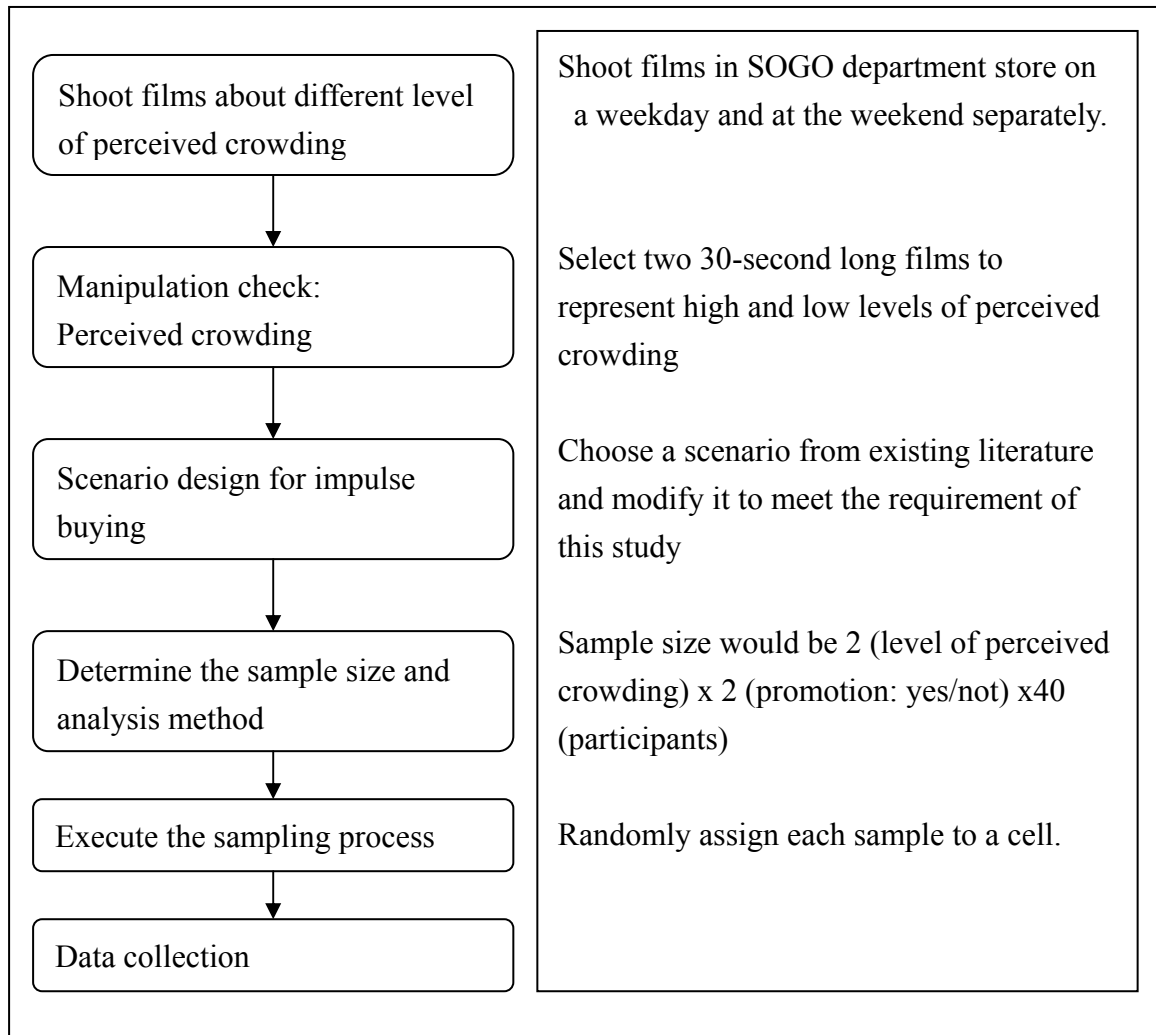 Shoot films about different level
of perceived crowding
Shoot films in SOGO department store on
a weekday and at the weekend separately.
Manipulation check:
Perceived crowding
Select two 30-second long films to
represent high and low levels of perceived
crowding
Scenario design for impulse
buying
Choose a scenario from existing literature
and modify it to meet the requirement of
this study
Determine the sample size and
analysis method
Sample size would be 2 (level of perceived
crowding) x 2 (promotion: yes/not) x40
(participants)
Execute the sampling process
Randomly assign each sample to a cell.
Data collection